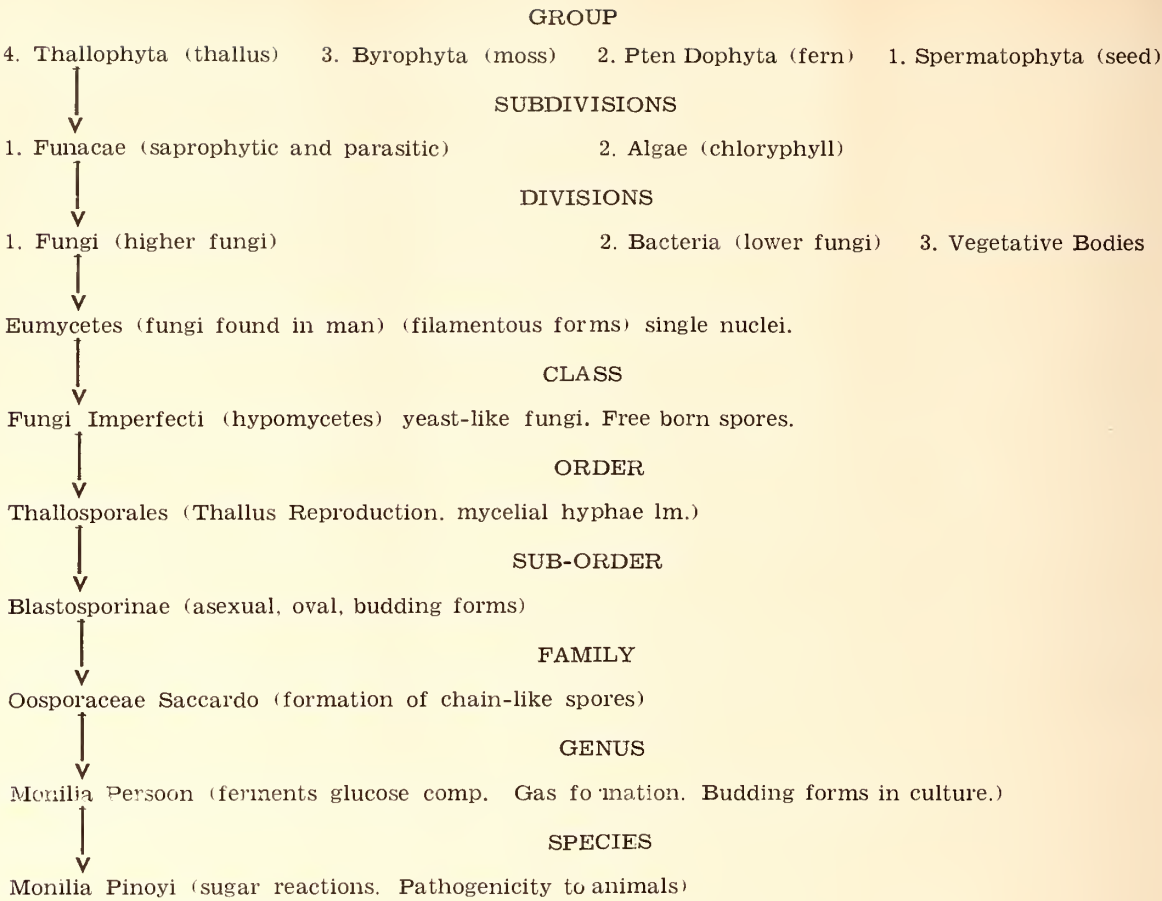 GROUP
4. Thallophyta (thallus) 3. Byrophyta (moss) 2. Pten Dophyta (fern) 1. Spermatophyta (seed)
SUBDIVISIONS
1. Funacae (saprophytic and parasitic) 2. Algae (chloryphyll)
DIVISIONS
1. Fungi (higher fungi) 2. Bacteria (lower fungi) 3. Vegetative Bodies
Eumycetes (fungi found in man) (filamentous forms) single nuclei.
CLASS
Fungi Imperfecti (hypomycetes) yeast-like fungi. Free born spores.
ORDER
Thallosporales (Thallus Reproduction. mycelial hyphae lm.)
SUB-ORDER
Blastosporinae (asexual, oval, budding forms)
FAMILY
Oosporaceae Saccardo (formation of chain-like spores)
GENUS
Monilia Persoon (ferments glucose comp. Gas formation. Budding forms in culture.)
SPECIES
Monilia Pinoyi (sugar reactions. Pathogenicity to animals)